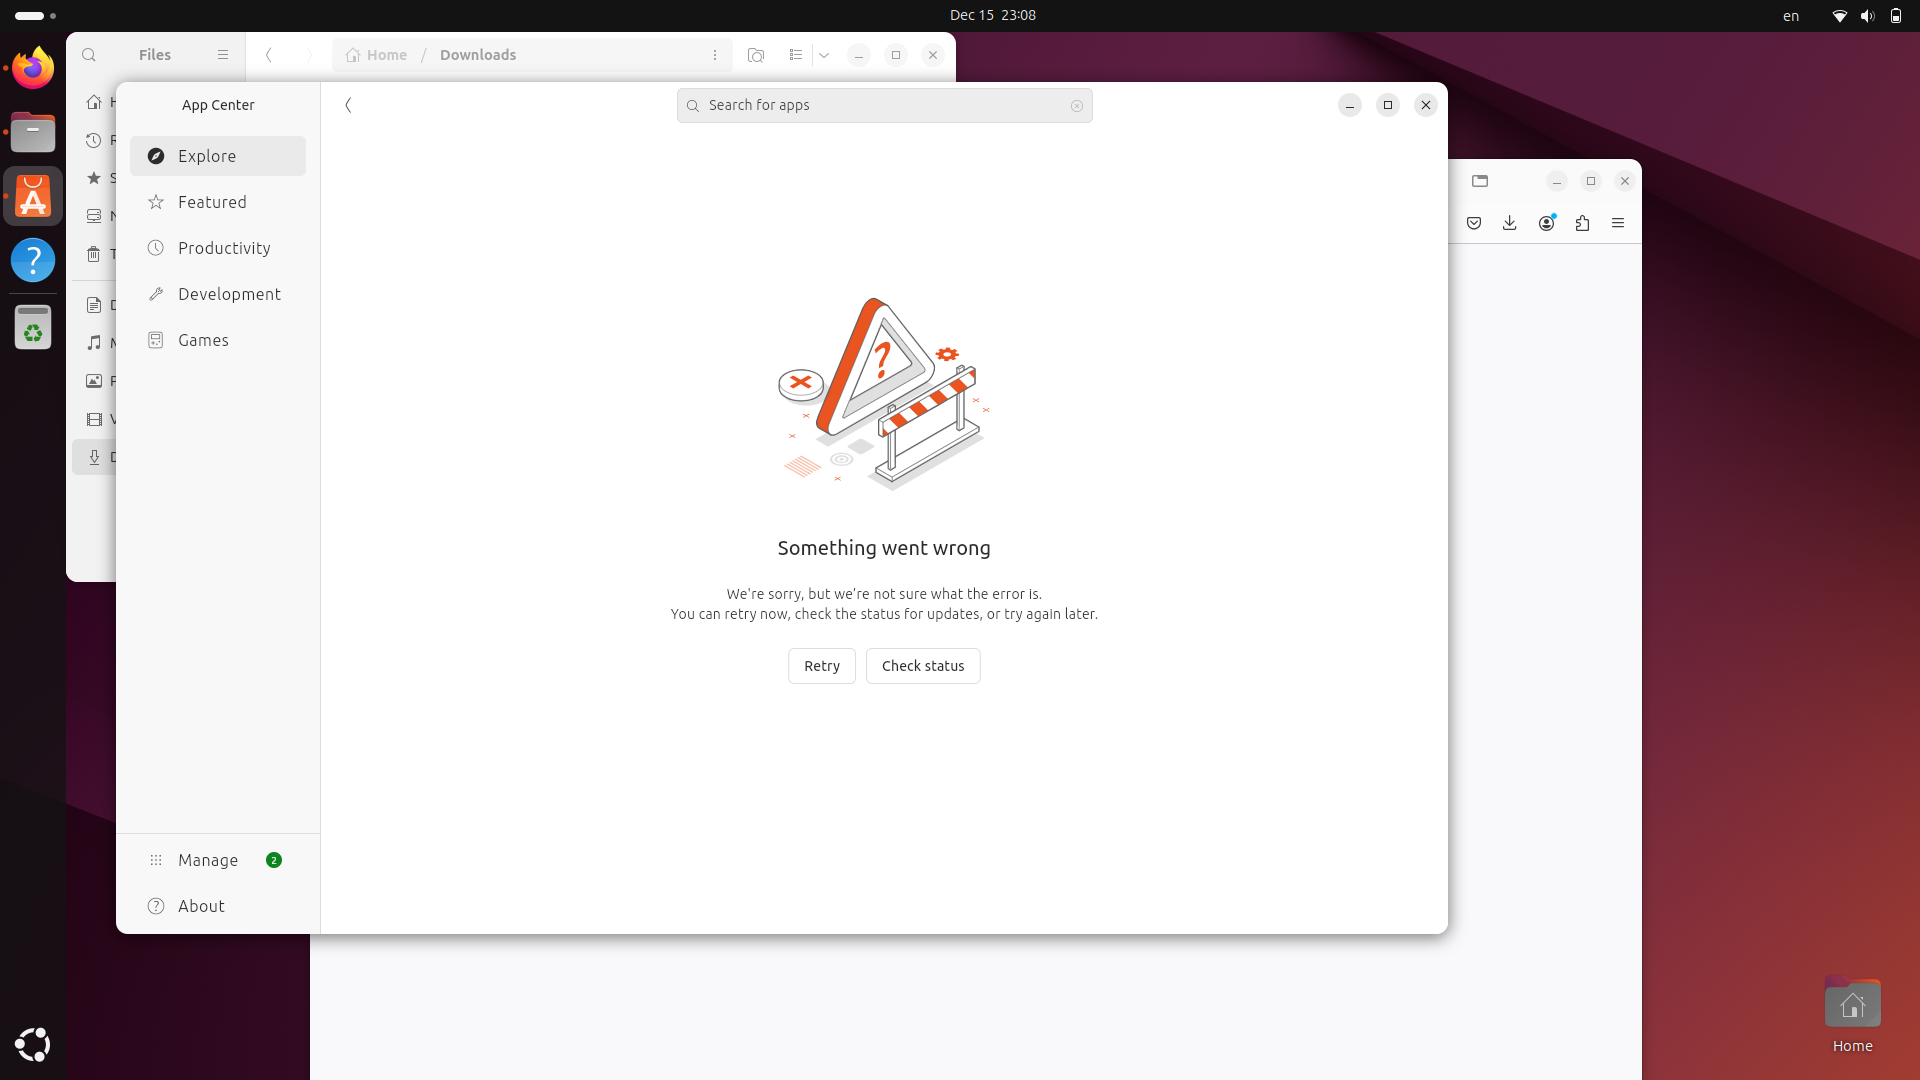 Dec 15 23:08
en
Files
Home / Downloads
App Center
Search for apps
Explore
Featured
Productivity
Development
Games
Something went wrong
We're sorry, but we're not sure what the error is.
You can retry now, check the status for updates, or try again later.
Retry
Check status
Manage
2
About
Home